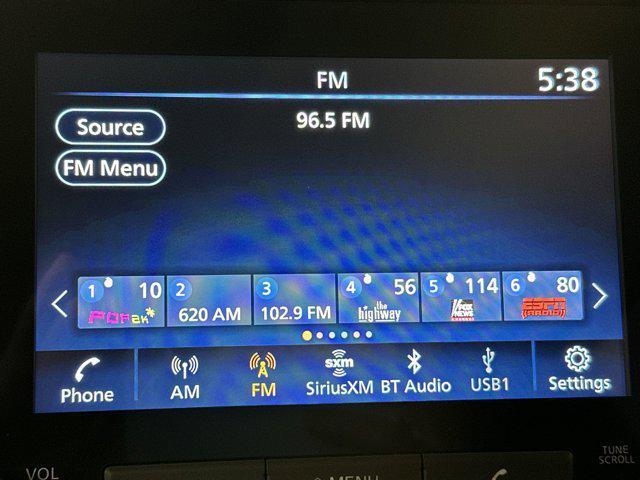 FM
5:38
Source
96.5 FM
FM Menu
1 10
POP2K
2
620 AM
3
102.9 FM
4 56
the
highway
5 114
FOX
NEWS
6 80
ESPN
RADIO
Phone
AM
FM
sxm
SiriusXM
BT Audio
USB1
Settings
VOL
MENU
TUNE
SCROLL